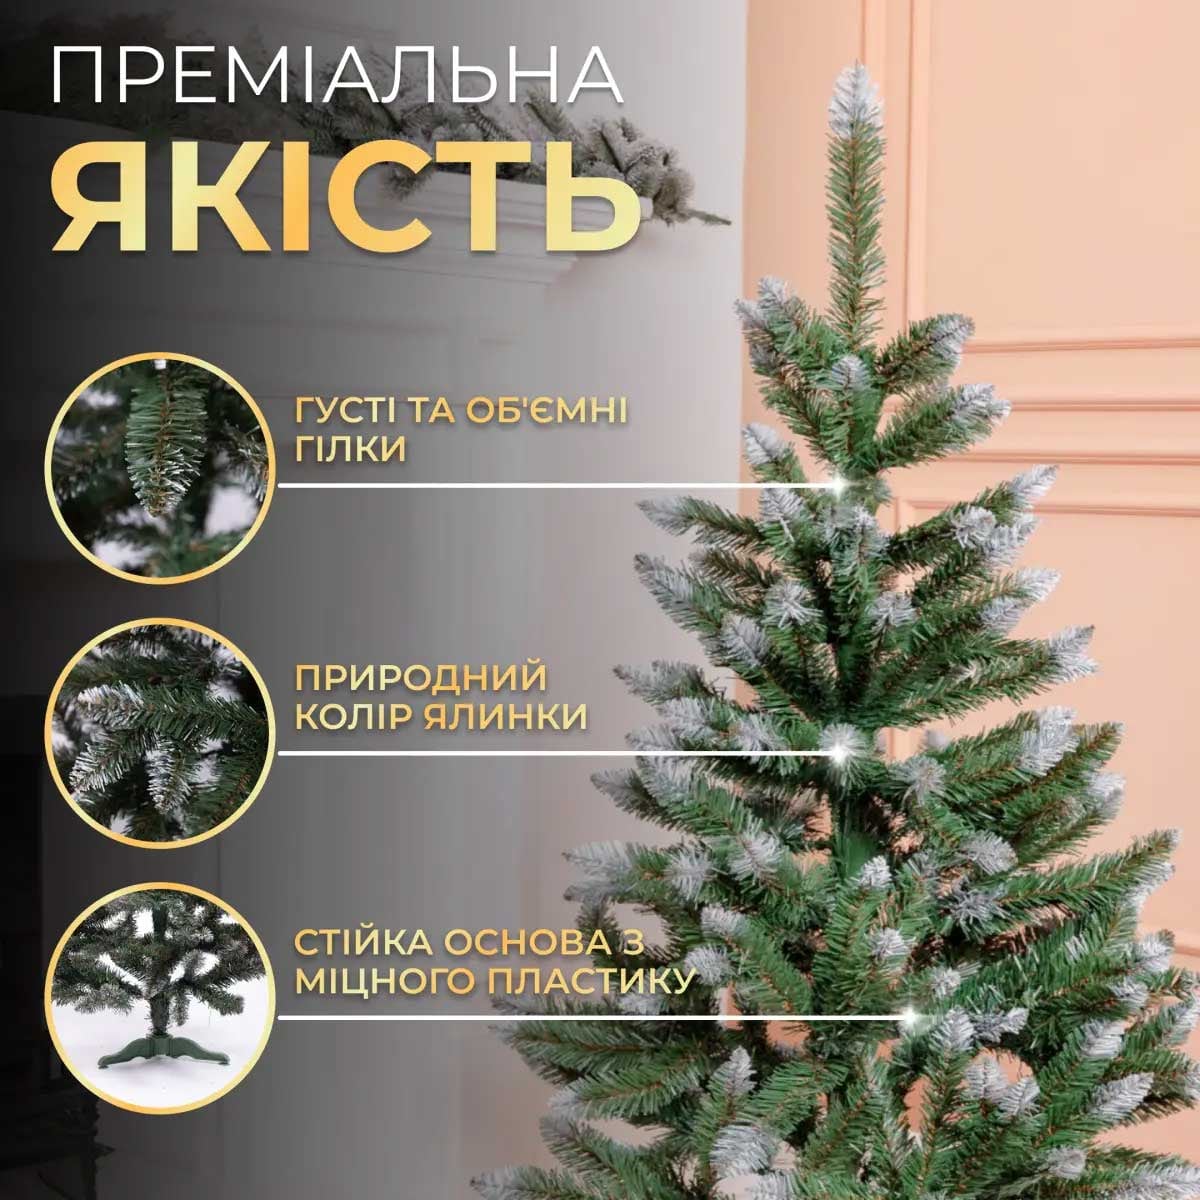 ПРЕМІАЛЬНА
ЯКІСТЬ
ГУСТІ ТА ОБ'ЄМНІ
ГІЛКИ
ПРИРОДНИЙ
КОЛІР ЯЛИНКИ
СТІЙКА ОСНОВА З
МІЦНОГО ПЛАСТИКУ